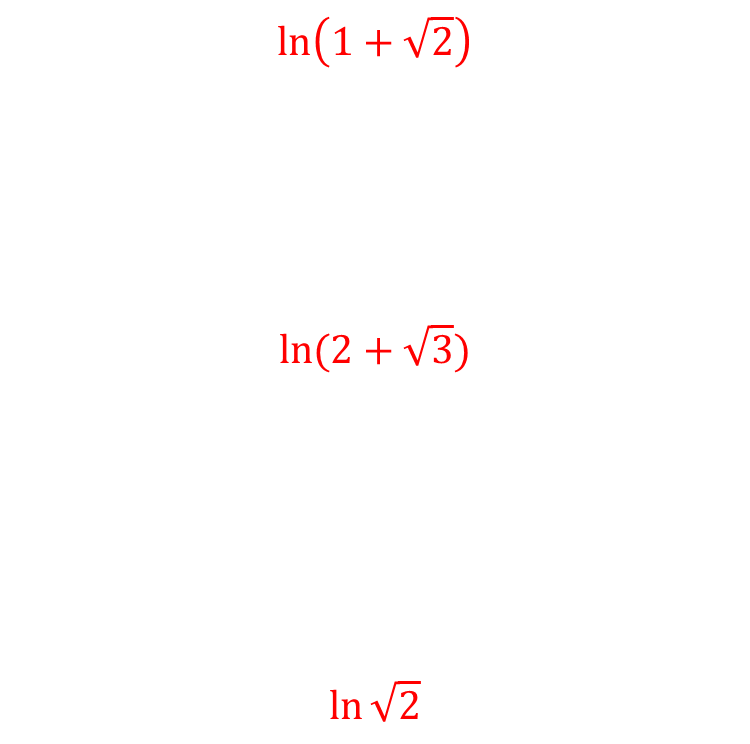 ln(1 + √2)
ln(2 + √3)
ln √2